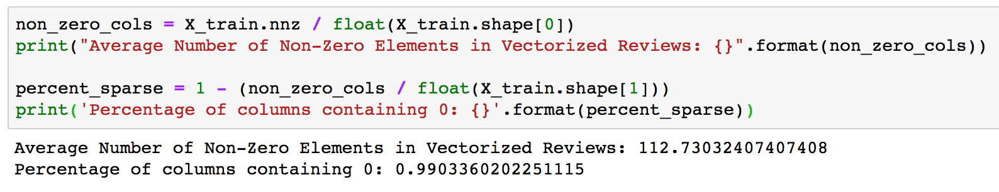 non_zero_cols = X_train.nnz / float(X_train.shape[0])
print("Average Number of Non-Zero Elements in Vectorized Reviews: {}".format(non_zero_cols))
percent_sparse = 1 - (non_zero_cols / float(X_train.shape[1]))
print('Percentage of columns containing 0: {}'.format(percent_sparse))
Average Number of Non-Zero Elements in Vectorized Reviews: 112.73032407407408
Percentage of columns containing 0: 0.9903360202251115